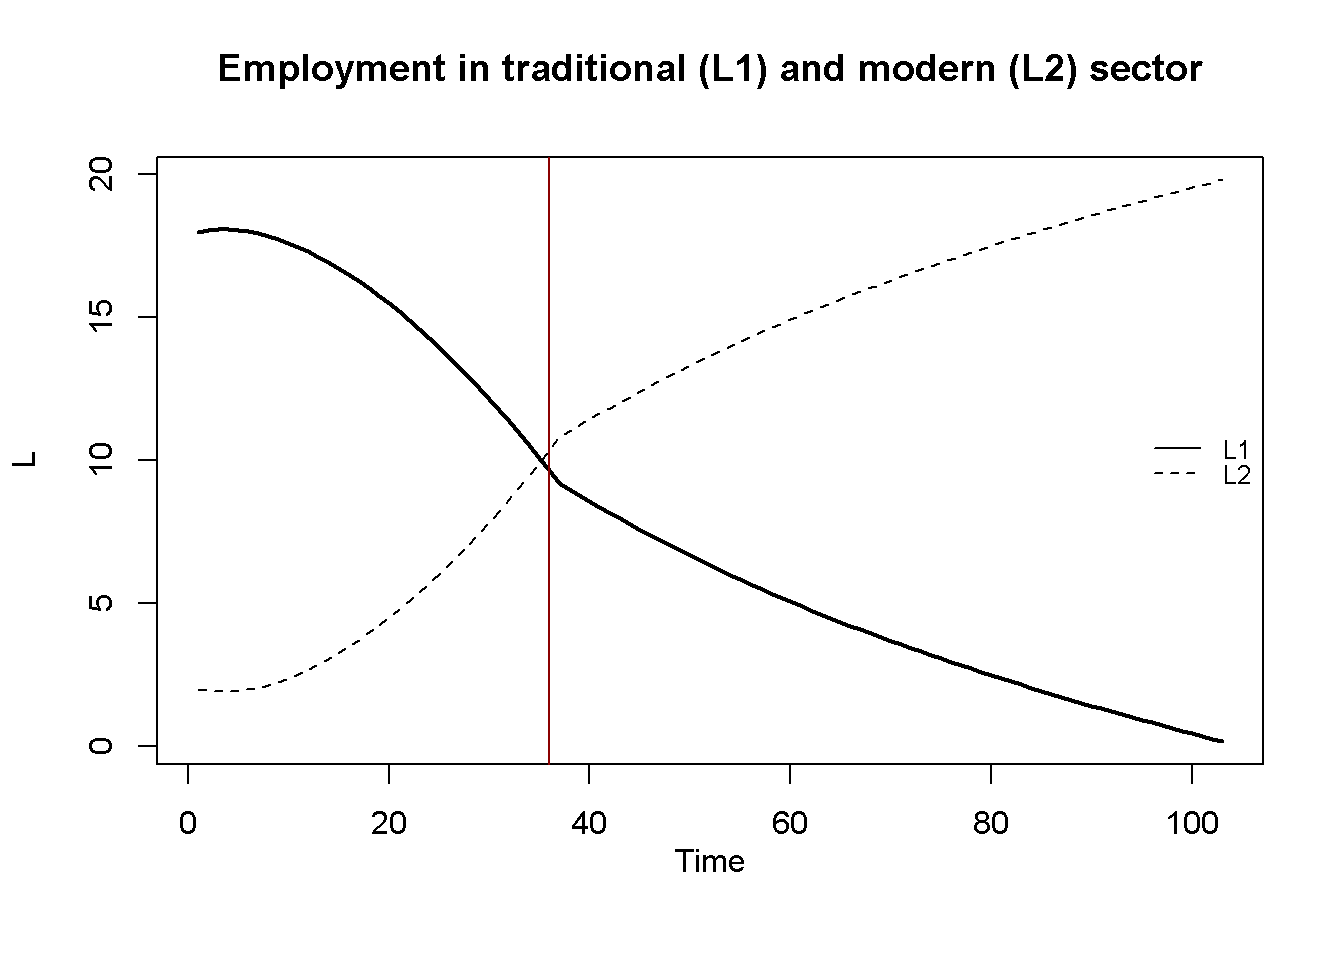 Employment in traditional (L1) and modern (L2) sector
20
15
10
5
0
L
L1
L2
0 20 40 60 80 100
Time